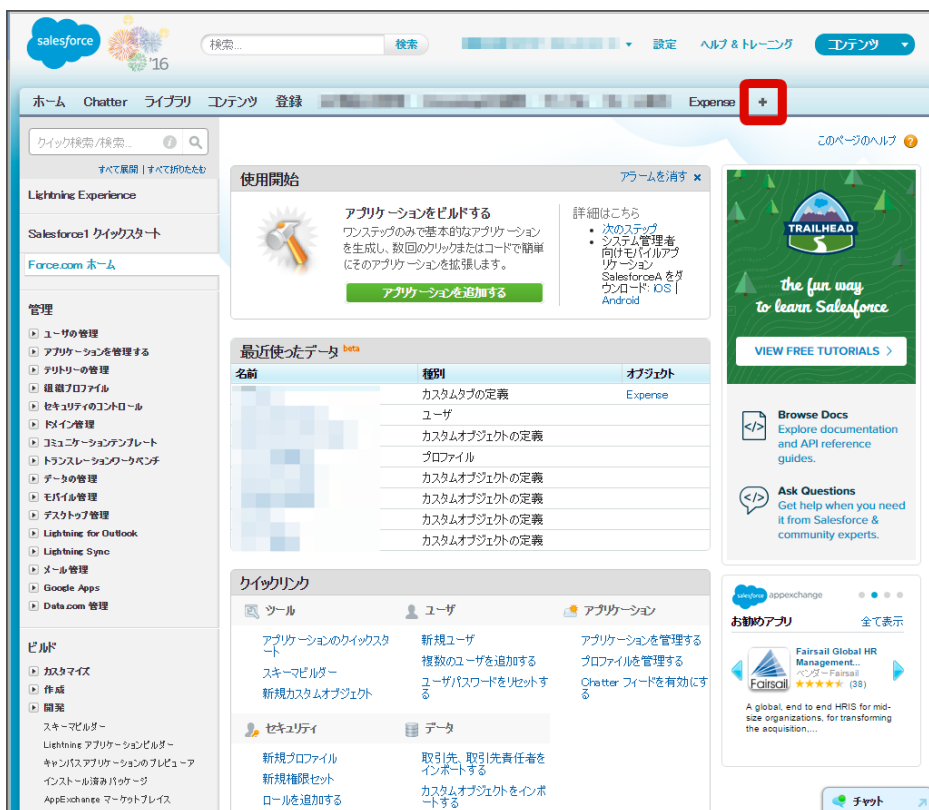 salesforce
'16
検索...
検索
設定
ヘルプ & トレーニング
コンテンツ
ホーム Chatter ライブラリ コンテンツ 登録
Expense +
クイック検索/検索...
すべて展開 | すべて折りたたむ
Lightning Experience
Salesforce1 クイックスタート
Force.com ホーム
管理
ユーザの管理
アプリケーションを管理する
テリトリーの管理
組織プロファイル
セキュリティのコントロール
ドメイン管理
コミュニケーションテンプレート
トランスレーションワークベンチ
データの管理
モバイル管理
デスクトップ管理
Lightning for Outlook
Lightning Sync
メール管理
Google Apps
Data.com 管理
ビルド
カスタマイズ
作成
開発
スキーマビルダー
Lightning アプリケーションビルダー
キャンバスアプリケーションのプレビューア
インストール済みパッケージ
AppExchange マーケットプレイス
このページのヘルプ
使用開始
アラームを消す ×
アプリケーションをビルドする
ワンステップのみで基本的なアプリケーション
を生成し、数回のクリックまたはコードで簡単
にそのアプリケーションを拡張します。
アプリケーションを追加する
詳細はこちら
• 次のステップ
• システム管理者
向けモバイルアプ
リケーション
SalesforceA をダ
ウンロード: iOS |
Android
最近使ったデータ beta
名前 種別 オブジェクト
カスタムタブの定義 Expense
ユーザ
カスタムオブジェクトの定義
プロファイル
カスタムオブジェクトの定義
カスタムオブジェクトの定義
カスタムオブジェクトの定義
カスタムオブジェクトの定義
クイックリンク
ツール
アプリケーションのクイックスタ
ート
スキーマビルダー
新規カスタムオブジェクト
ユーザ
新規ユーザ
複数のユーザを追加する
ユーザパスワードをリセットす
る
アプリケーション
アプリケーションを管理する
プロファイルを管理する
Chatter フィードを有効にす
る
セキュリティ
新規プロファイル
新規権限セット
ロールを追加する
データ
取引先、取引先責任者を
インポートする
カスタムオブジェクトをインポ
ートする
TRAILHEAD
the fun way
to learn Salesforce
VIEW FREE TUTORIALS >
</>
Browse Docs
Explore documentation
and API reference
guides.
</>
Ask Questions
Get help when you need
it from Salesforce &
community experts.
salesforce appexchange
お勧めアプリ
全て表示
Fairsail
Fairsail Global HR
Management...
ベンダー Fairsail
(38)
A global, end to end HRIS for mid-
size organizations, for transforming
the acquisition,...
チャット